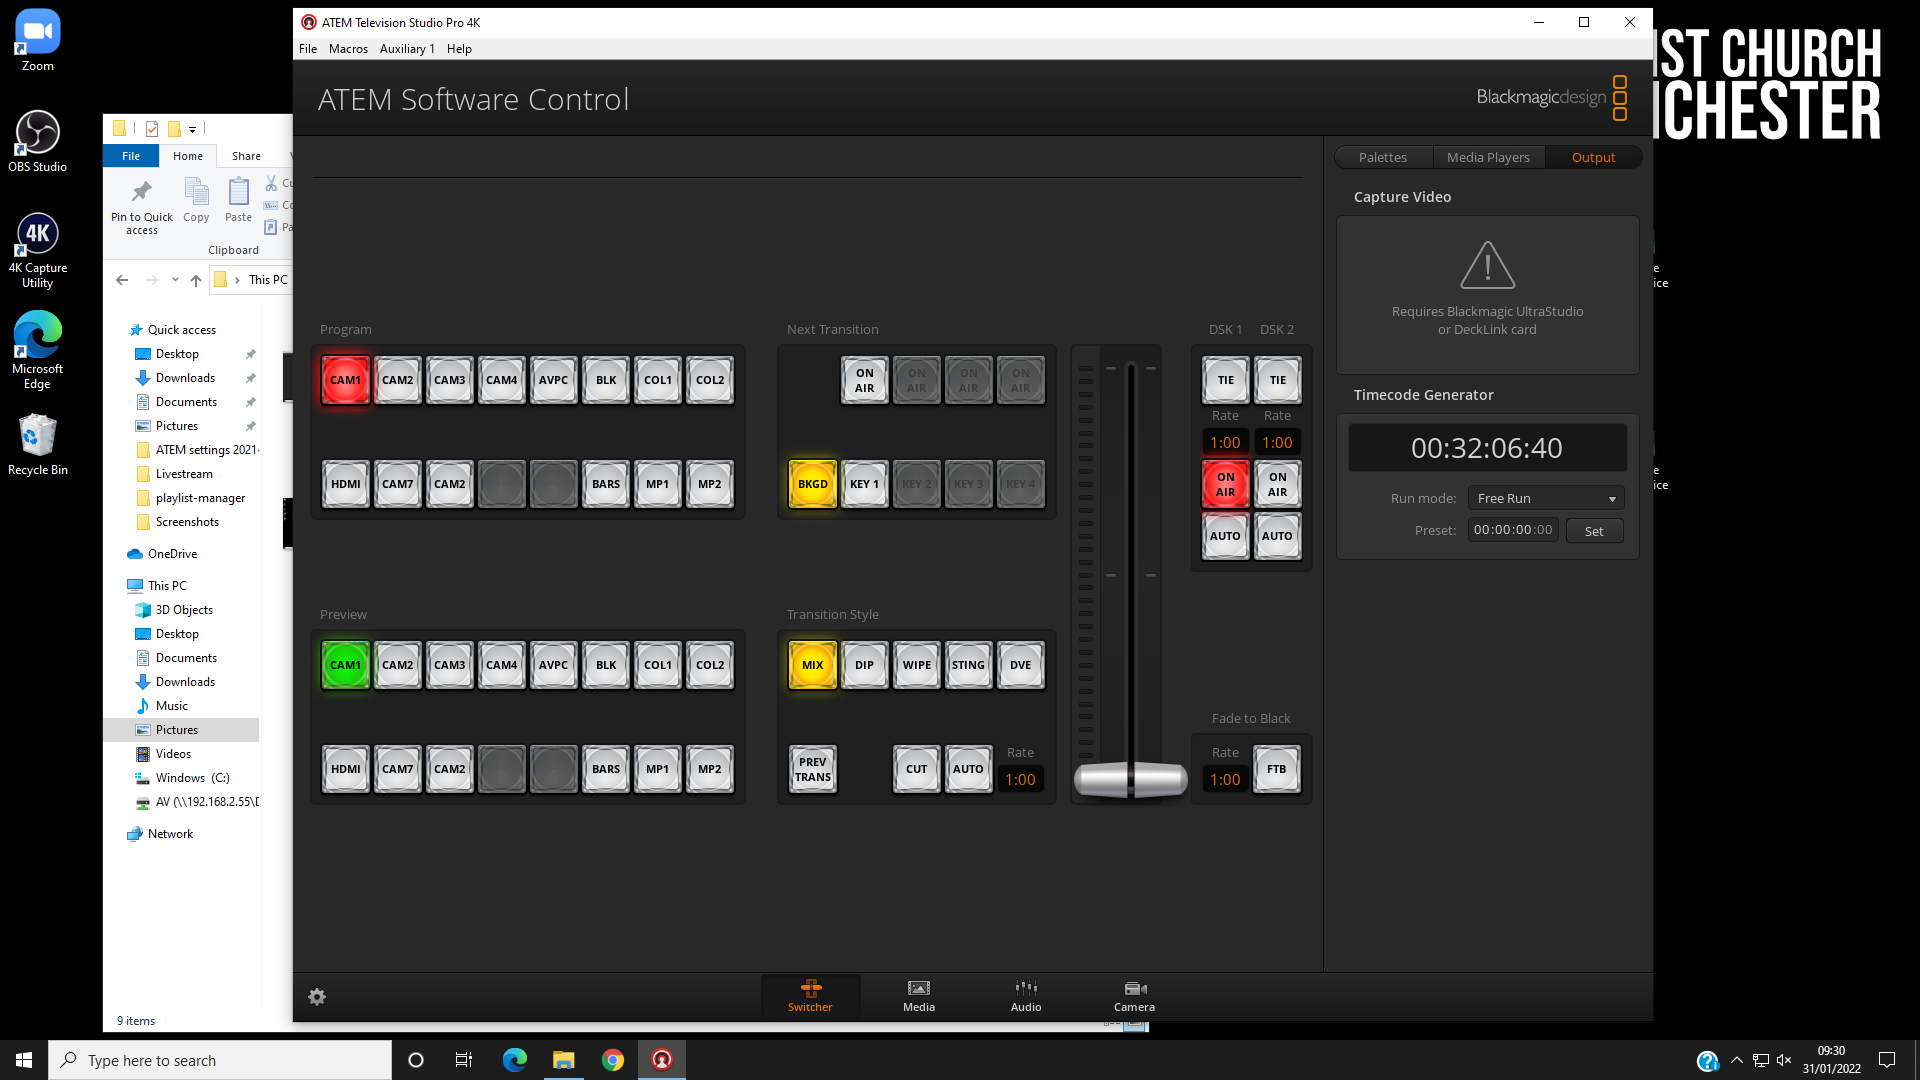 Zoom
OBS Studio
4K
4K Capture
Utility
Microsoft
Edge
Recycle Bin
File
Home
Share
Pin to Quick
access
Copy
Paste
Clipboard
This PC
Quick access
Desktop
Downloads
Documents
Pictures
ATEM settings 2021-
Livestream
playlist-manager
Screenshots
OneDrive
This PC
3D Objects
Desktop
Documents
Downloads
Music
Pictures
Videos
Windows (C:)
AV (\\192.168.2.55\D
Network
9 items
ATEM Television Studio Pro 4K
File Macros Auxiliary 1 Help
ATEM Software Control
Blackmagicdesign
IST CHURCH
ICHESTER
Palettes Media Players Output
Capture Video
Requires Blackmagic UltraStudio
or DeckLink card
Timecode Generator
00:32:06:40
Run mode: Free Run
Preset: 00:00:00:00 Set
Program
CAM1 CAM2 CAM3 CAM4 AVPC BLK COL1 COL2
HDMI CAM7 CAM2 BARS MP1 MP2
Next Transition
ON AIR ON AIR ON AIR ON AIR
BKGD KEY 1 KEY 2 KEY 3 KEY 4
DSK 1 DSK 2
TIE TIE
Rate Rate
1:00 1:00
ON AIR ON AIR
AUTO AUTO
Preview
CAM1 CAM2 CAM3 CAM4 AVPC BLK COL1 COL2
HDMI CAM7 CAM2 BARS MP1 MP2
Transition Style
MIX DIP WIPE STING DVE
PREV TRANS CUT AUTO Rate 1:00
Fade to Black
Rate
1:00 FTB
Switcher Media Audio Camera
Type here to search
09:30
31/01/2022